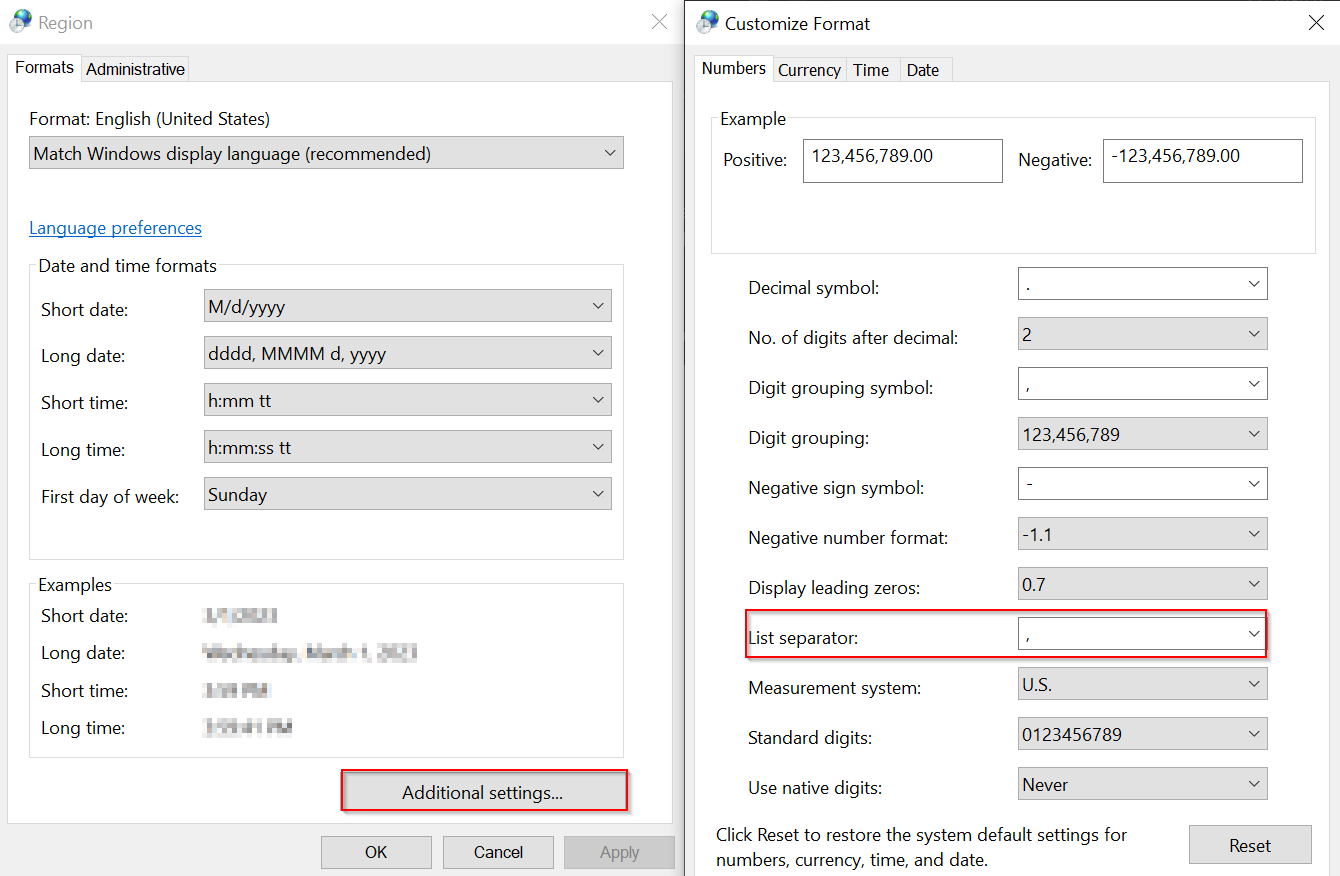 Region
Formats
Administrative
Format: English (United States)
Match Windows display language (recommended)
Language preferences
Date and time formats
Short date:
M/d/yyyy
Long date:
dddd, MMMM d, yyyy
Short time:
h:mm tt
Long time:
h:mm:ss tt
First day of week:
Sunday
Examples
Short date:
Long date:
Short time:
Long time:
Additional settings...
OK
Cancel
Apply
Customize Format
Numbers
Currency
Time
Date
Example
Positive:
123,456,789.00
Negative:
-123,456,789.00
Decimal symbol:
.
No. of digits after decimal:
2
Digit grouping symbol:
,
Digit grouping:
123,456,789
Negative sign symbol:
-
Negative number format:
-1.1
Display leading zeros:
0.7
List separator:
,
Measurement system:
U.S.
Standard digits:
0123456789
Use native digits:
Never
Click Reset to restore the system default settings for
numbers, currency, time, and date.
Reset